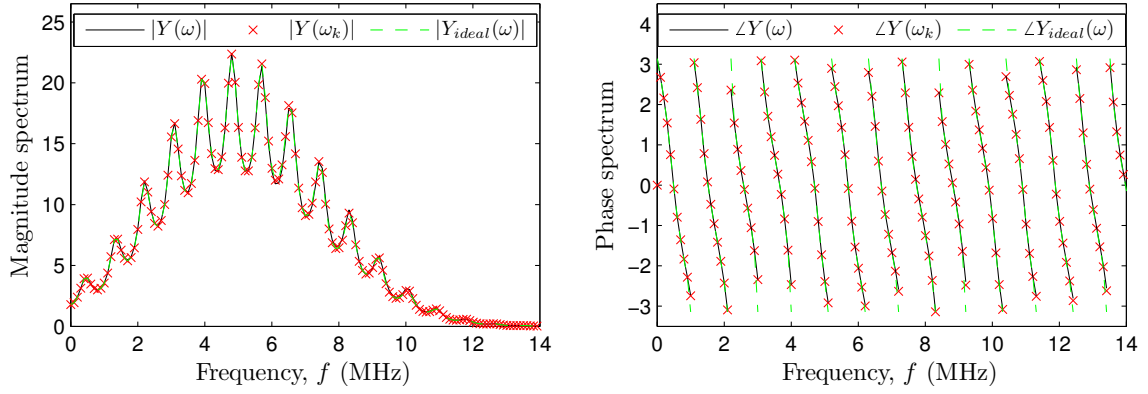 |Y(ω)| |Y(ω_k)| |Y_ideal(ω)|
Magnitude spectrum
25
20
15
10
5
0
0 2 4 6 8 10 12 14
Frequency, f (MHz)
∠Y(ω) ∠Y(ω_k) ∠Y_ideal(ω)
Phase spectrum
4
3
2
1
0
−1
−2
−3
0 2 4 6 8 10 12 14
Frequency, f (MHz)